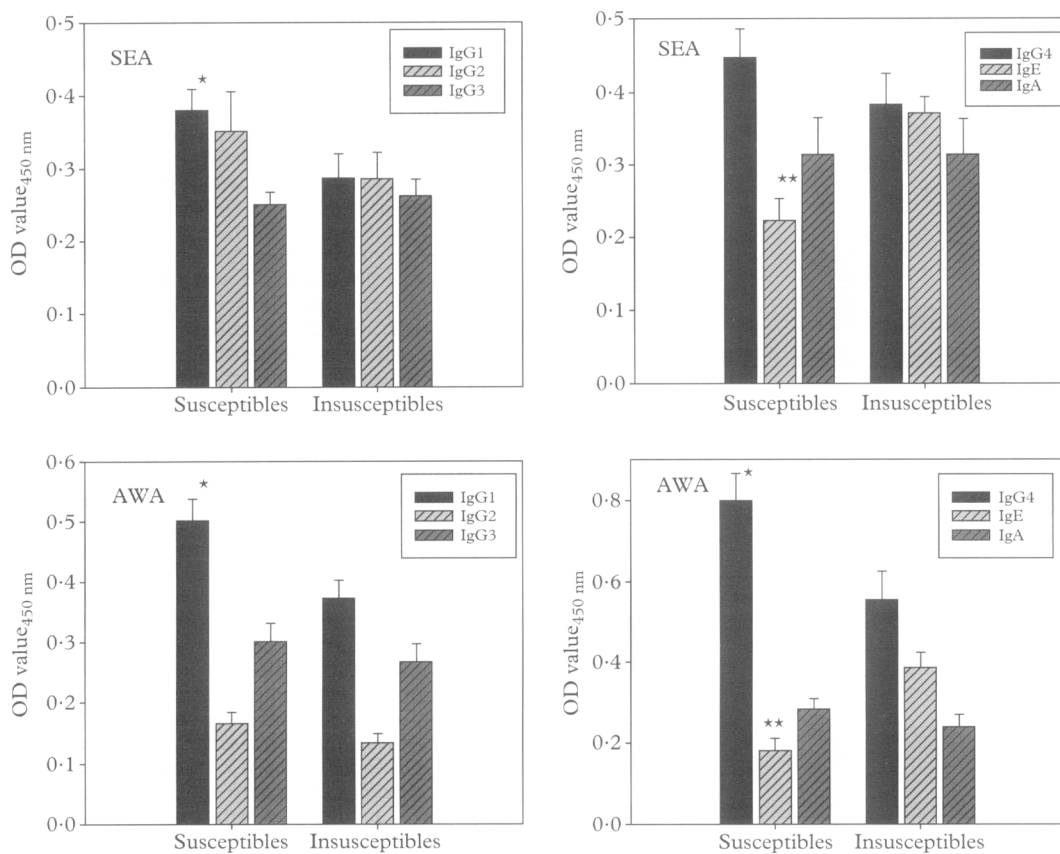 0·5
0·4
0·3
0·2
0·1
0·0
OD value450 nm
SEA
★
IgG1
IgG2
IgG3
Susceptibles Insusceptibles
0·5
0·4
0·3
0·2
0·1
0·0
OD value450 nm
SEA
★★
IgG4
IgE
IgA
Susceptibles Insusceptibles
0·6
0·5
0·4
0·3
0·2
0·1
0·0
OD value450 nm
AWA
★
IgG1
IgG2
IgG3
Susceptibles Insusceptibles
0·8
0·6
0·4
0·2
0·0
OD value450 nm
AWA
★
★★
IgG4
IgE
IgA
Susceptibles Insusceptibles